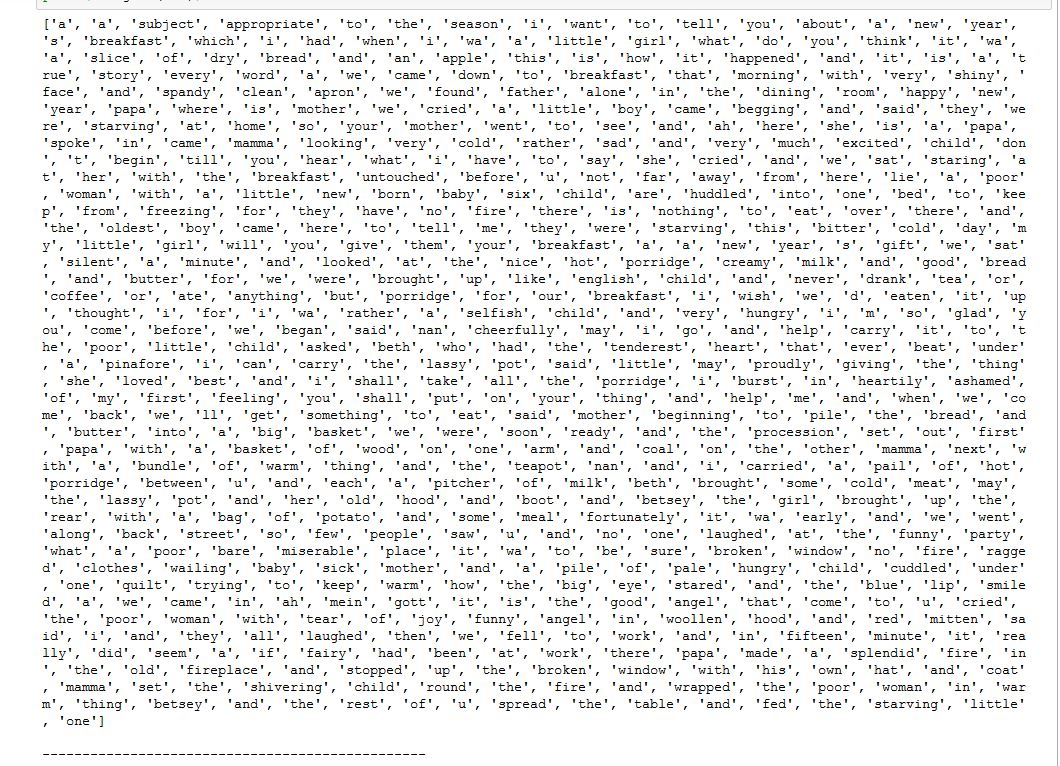 ['a', 'a', 'subject', 'appropriate', 'to', 'the', 'season', 'i', 'want', 'to', 'tell', 'you', 'about', 'a', 'new', 'year',
's', 'breakfast', 'which', 'i', 'had', 'when', 'i', 'wa', 'a', 'little', 'girl', 'what', 'do', 'you', 'think', 'it', 'wa',
'a', 'slice', 'of', 'dry', 'bread', 'and', 'an', 'apple', 'this', 'is', 'how', 'it', 'happened', 'and', 'it', 'is', 'a', 't
rue', 'story', 'every', 'word', 'a', 'we', 'came', 'down', 'to', 'breakfast', 'that', 'morning', 'with', 'very', 'shiny', '
face', 'and', 'spandy', 'clean', 'apron', 'we', 'found', 'father', 'alone', 'in', 'the', 'dining', 'room', 'happy', 'new',
'year', 'papa', 'where', 'is', 'mother', 'we', 'cried', 'a', 'little', 'boy', 'came', 'begging', 'and', 'said', 'they', 'we
re', 'starving', 'at', 'home', 'so', 'your', 'mother', 'went', 'to', 'see', 'and', 'ah', 'here', 'she', 'is', 'a', 'papa',
'spoke', 'in', 'came', 'mamma', 'looking', 'very', 'cold', 'rather', 'sad', 'and', 'very', 'much', 'excited', 'child', 'don
', 't', 'begin', 'till', 'you', 'hear', 'what', 'i', 'have', 'to', 'say', 'she', 'cried', 'and', 'we', 'sat', 'staring', 'a
t', 'her', 'with', 'the', 'breakfast', 'untouched', 'before', 'u', 'not', 'far', 'away', 'from', 'here', 'lie', 'a', 'poor'
, 'woman', 'with', 'a', 'little', 'new', 'born', 'baby', 'six', 'child', 'are', 'huddled', 'into', 'one', 'bed', 'to', 'kee
p', 'from', 'freezing', 'for', 'they', 'have', 'no', 'fire', 'there', 'is', 'nothing', 'to', 'eat', 'over', 'there', 'and',
'the', 'oldest', 'boy', 'came', 'here', 'to', 'tell', 'me', 'they', 'were', 'starving', 'this', 'bitter', 'cold', 'day', 'm
y', 'little', 'girl', 'will', 'you', 'give', 'them', 'your', 'breakfast', 'a', 'a', 'new', 'year', 's', 'gift', 'we', 'sat'
, 'silent', 'a', 'minute', 'and', 'looked', 'at', 'the', 'nice', 'hot', 'porridge', 'creamy', 'milk', 'and', 'good', 'bread
', 'and', 'butter', 'for', 'we', 'were', 'brought', 'up', 'like', 'english', 'child', 'and', 'never', 'drank', 'tea', 'or',
'coffee', 'or', 'ate', 'anything', 'but', 'porridge', 'for', 'our', 'breakfast', 'i', 'wish', 'we', 'd', 'eaten', 'it', 'up
', 'thought', 'i', 'for', 'i', 'wa', 'rather', 'a', 'selfish', 'child', 'and', 'very', 'hungry', 'i', 'm', 'so', 'glad', 'y
ou', 'come', 'before', 'we', 'began', 'said', 'nan', 'cheerfully', 'may', 'i', 'go', 'and', 'help', 'carry', 'it', 'to', 't
he', 'poor', 'little', 'child', 'asked', 'beth', 'who', 'had', 'the', 'tenderest', 'heart', 'that', 'ever', 'beat', 'under'
, 'a', 'pinafore', 'i', 'can', 'carry', 'the', 'lassy', 'pot', 'said', 'little', 'may', 'proudly', 'giving', 'the', 'thing'
, 'she', 'loved', 'best', 'and', 'i', 'shall', 'take', 'all', 'the', 'porridge', 'i', 'burst', 'in', 'heartily', 'ashamed',
'of', 'my', 'first', 'feeling', 'you', 'shall', 'put', 'on', 'your', 'thing', 'and', 'help', 'me', 'and', 'when', 'we', 'co
me', 'back', 'we', 'll', 'get', 'something', 'to', 'eat', 'said', 'mother', 'beginning', 'to', 'pile', 'the', 'bread', 'and
', 'butter', 'into', 'a', 'big', 'basket', 'we', 'were', 'soon', 'ready', 'and', 'the', 'procession', 'set', 'out', 'first'
, 'papa', 'with', 'a', 'basket', 'of', 'wood', 'on', 'one', 'arm', 'and', 'coal', 'on', 'the', 'other', 'mamma', 'next', 'w
ith', 'a', 'bundle', 'of', 'warm', 'thing', 'and', 'the', 'teapot', 'nan', 'and', 'i', 'carried', 'a', 'pail', 'of', 'hot',
'porridge', 'between', 'u', 'and', 'each', 'a', 'pitcher', 'of', 'milk', 'beth', 'brought', 'some', 'cold', 'meat', 'may',
'the', 'lassy', 'pot', 'and', 'her', 'old', 'hood', 'and', 'boot', 'and', 'betsey', 'the', 'girl', 'brought', 'up', 'the',
'rear', 'with', 'a', 'bag', 'of', 'potato', 'and', 'some', 'meal', 'fortunately', 'it', 'wa', 'early', 'and', 'we', 'went',
'along', 'back', 'street', 'so', 'few', 'people', 'saw', 'u', 'and', 'no', 'one', 'laughed', 'at', 'the', 'funny', 'party',
'what', 'a', 'poor', 'bare', 'miserable', 'place', 'it', 'wa', 'to', 'be', 'sure', 'broken', 'window', 'no', 'fire', 'ragge
d', 'clothes', 'wailing', 'baby', 'sick', 'mother', 'and', 'a', 'pile', 'of', 'pale', 'hungry', 'child', 'cuddled', 'under'
, 'one', 'quilt', 'trying', 'to', 'keep', 'warm', 'how', 'the', 'big', 'eye', 'stared', 'and', 'the', 'blue', 'lip', 'smile
d', 'a', 'we', 'came', 'in', 'ah', 'mein', 'gott', 'it', 'is', 'the', 'good', 'angel', 'that', 'come', 'to', 'u', 'cried',
'the', 'poor', 'woman', 'with', 'tear', 'of', 'joy', 'funny', 'angel', 'in', 'woollen', 'hood', 'and', 'red', 'mitten', 'sa
id', 'i', 'and', 'they', 'all', 'laughed', 'then', 'we', 'fell', 'to', 'work', 'and', 'in', 'fifteen', 'minute', 'it', 'rea
lly', 'did', 'seem', 'a', 'if', 'fairy', 'had', 'been', 'at', 'work', 'there', 'papa', 'made', 'a', 'splendid', 'fire', 'in
', 'the', 'old', 'fireplace', 'and', 'stopped', 'up', 'the', 'broken', 'window', 'with', 'his', 'own', 'hat', 'and', 'coat'
, 'mamma', 'set', 'the', 'shivering', 'child', 'round', 'the', 'fire', 'and', 'wrapped', 'the', 'poor', 'woman', 'in', 'war
m', 'thing', 'betsey', 'and', 'the', 'rest', 'of', 'u', 'spread', 'the', 'table', 'and', 'fed', 'the', 'starving', 'little'
, 'one']
------------------------------------------------